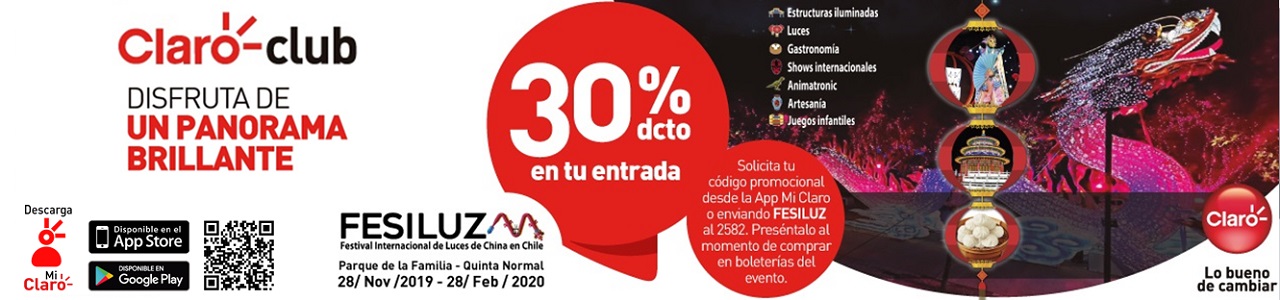 Claro-club
DISFRUTA DE
UN PANORAMA
BRILLANTE
Descarga
Mi
Claro
Disponible en el
App Store
DISPONIBLE EN
Google Play
FESILUZ
Festival Internacional de Luces de China en Chile
Parque de la Familia - Quinta Normal
28/ Nov /2019 - 28/ Feb / 2020
30%
dcto
en tu entrada
Solicita tu
código promocional
desde la App Mi Claro
o enviando FESILUZ
al 2582. Preséntalo al
momento de comprar
en boleterías del
evento.
Estructuras iluminadas
Luces
Gastronomía
Shows internacionales
Animatronic
Artesanía
Juegos infantiles
Claro
Lo bueno
de cambiar